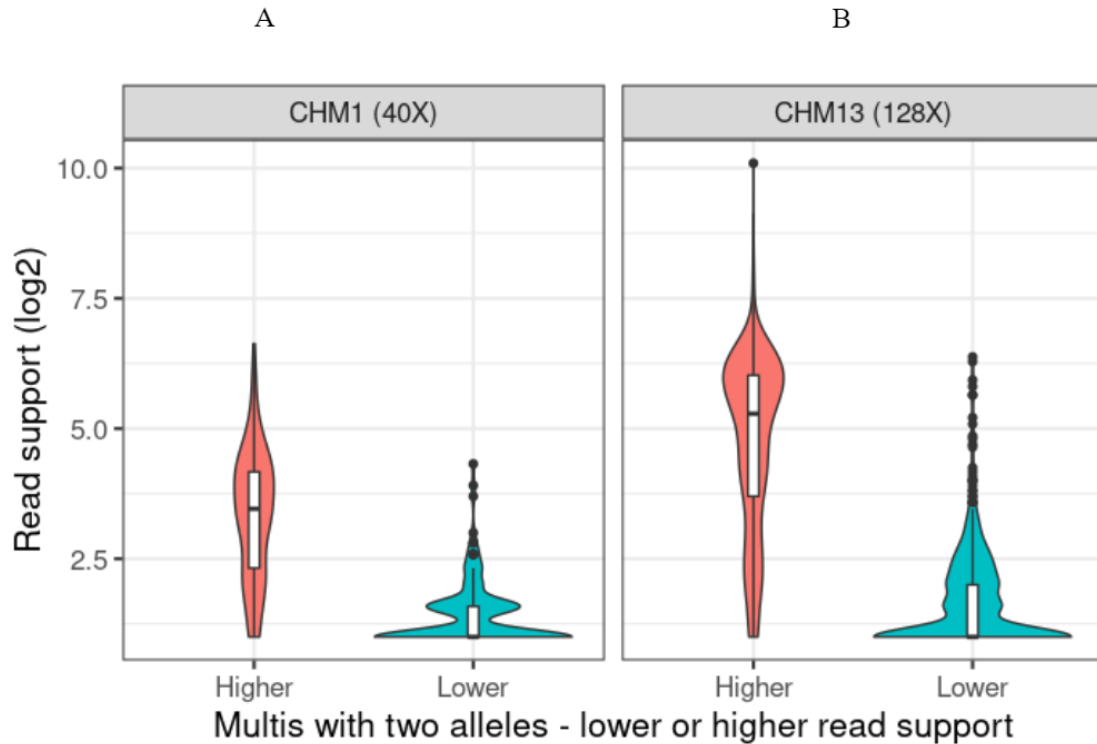 A B
CHM1 (40X) CHM13 (128X)
10.0
7.5
5.0
2.5
Read support (log2)
Higher Lower Higher Lower
Multis with two alleles - lower or higher read support